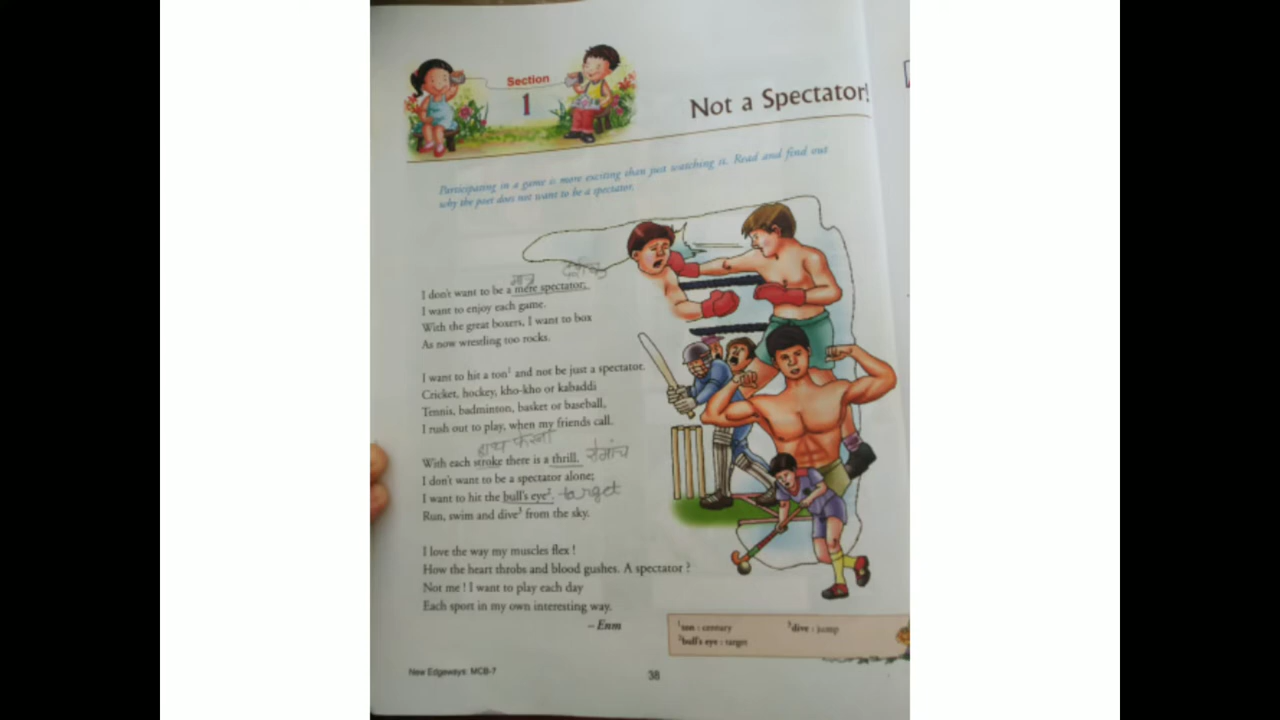 Section
1
Not a Spectator!
Participating in a game is more exciting than just watching it. Read and find out
why the poet does not want to be a spectator.
मात्र
I don't want to be a mere spectator;
I want to enjoy each game.
With the great boxers, I want to box
As now wrestling too rocks.
I want to hit a ton¹ and not be just a spectator.
Cricket, hockey, kho-kho or kabaddi
Tennis, badminton, basket or baseball,
I rush out to play, when my friends call.
हाथ फेरना
With each stroke there is a thrill. रोमांच
I don't want to be a spectator alone;
I want to hit the bull's eye². target
Run, swim and dive³ from the sky.
I love the way my muscles flex !
How the heart throbs and blood gushes. A spectator ?
Not me ! I want to play each day
Each sport in my own interesting way.
– Enm
¹ton : century ³dive : jump
²bull's eye : target
New Edgeways: MCB-7
38